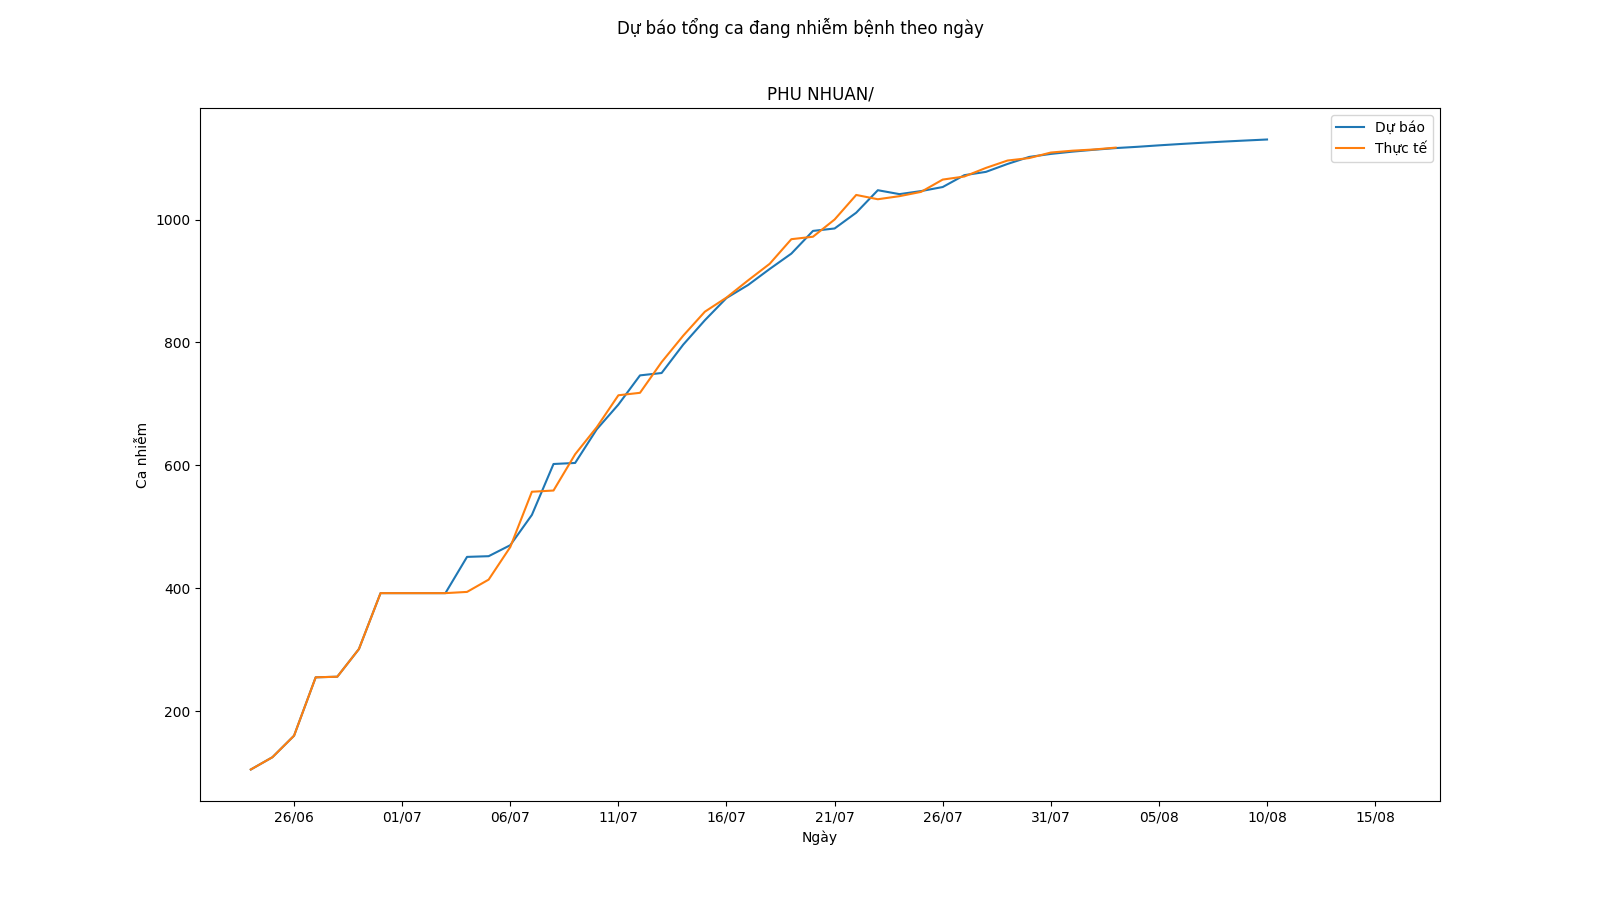 Dự báo tổng ca đang nhiễm bệnh theo ngày
PHU NHUAN/
Dự báo
Thực tế
1000
800
600
400
200
Ca nhiễm
26/06 01/07 06/07 11/07 16/07 21/07 26/07 31/07 05/08 10/08 15/08
Ngày